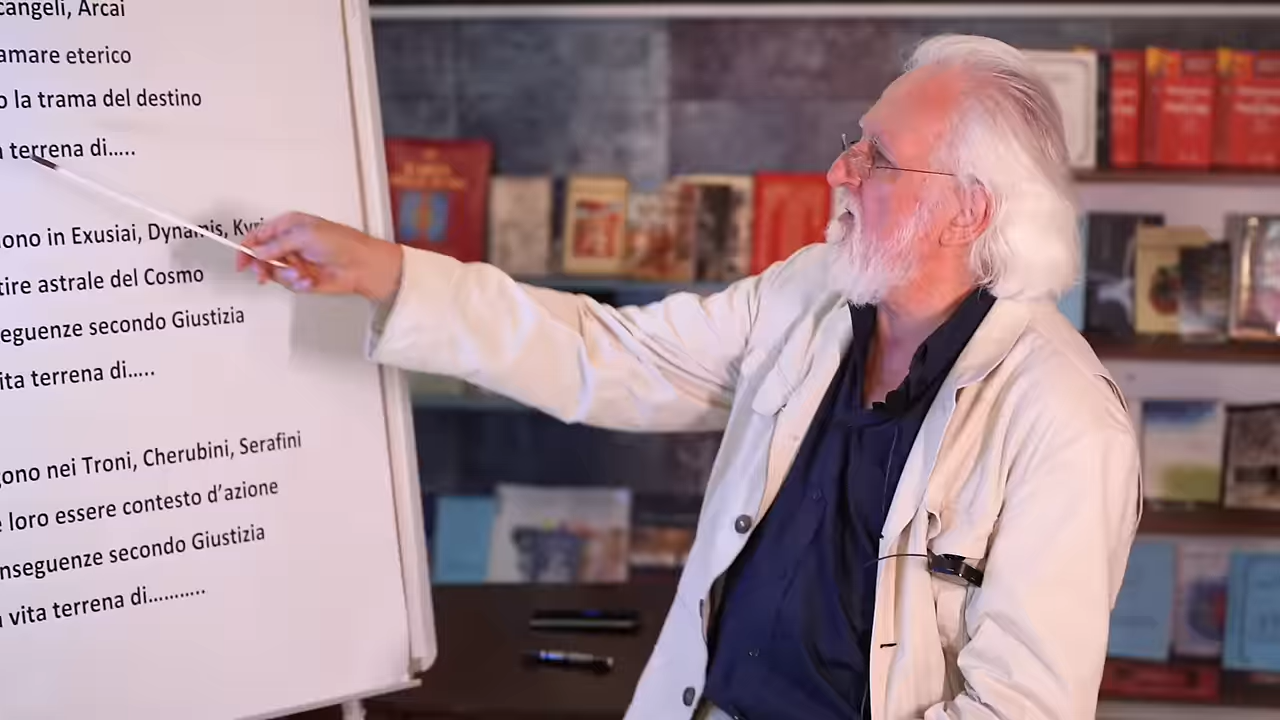 cangeli, Arcai
amare eterico
o la trama del destino
a terrena di.....
ono in Exusiai, Dynamis, Kyri
tire astrale del Cosmo
eguenze secondo Giustizia
ita terrena di.....
gono nei Troni, Cherubini, Serafini
e loro essere contesto d’azione
nseguenze secondo Giustizia
a vita terrena di...........